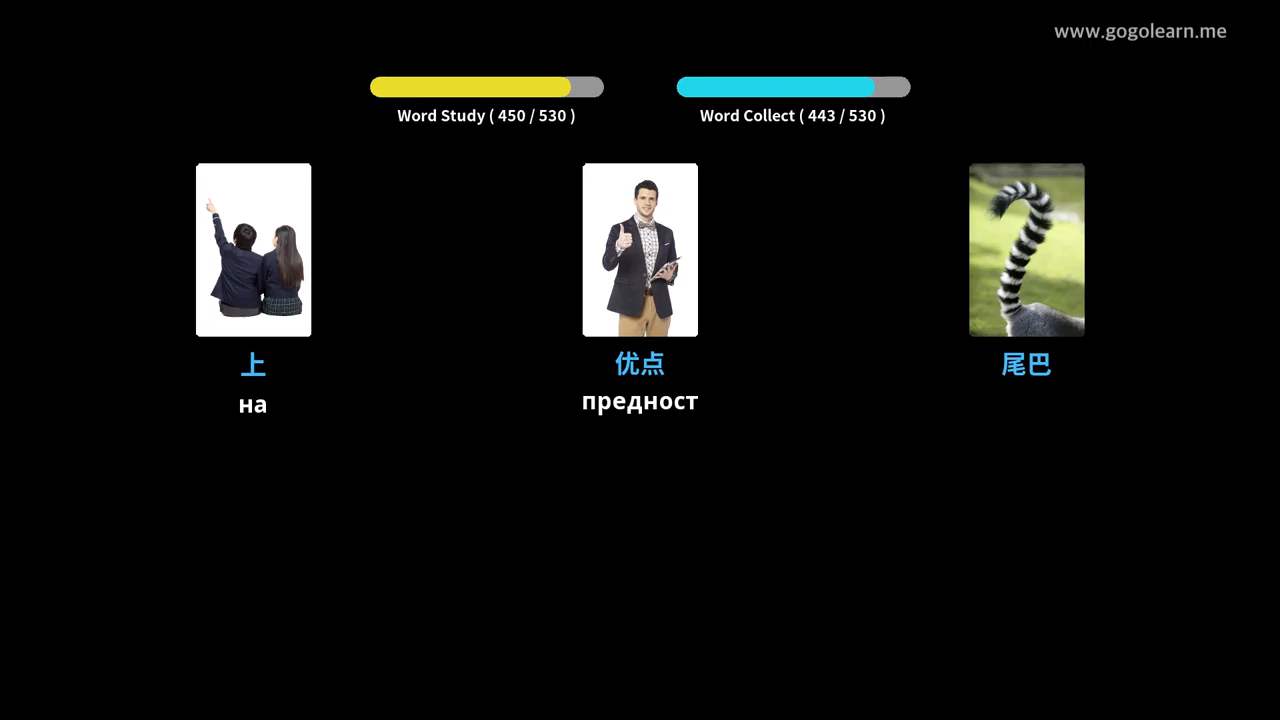 www.gogolearn.me
Word Study ( 450 / 530 )
Word Collect ( 443 / 530 )
上
优点
尾巴
на
предност